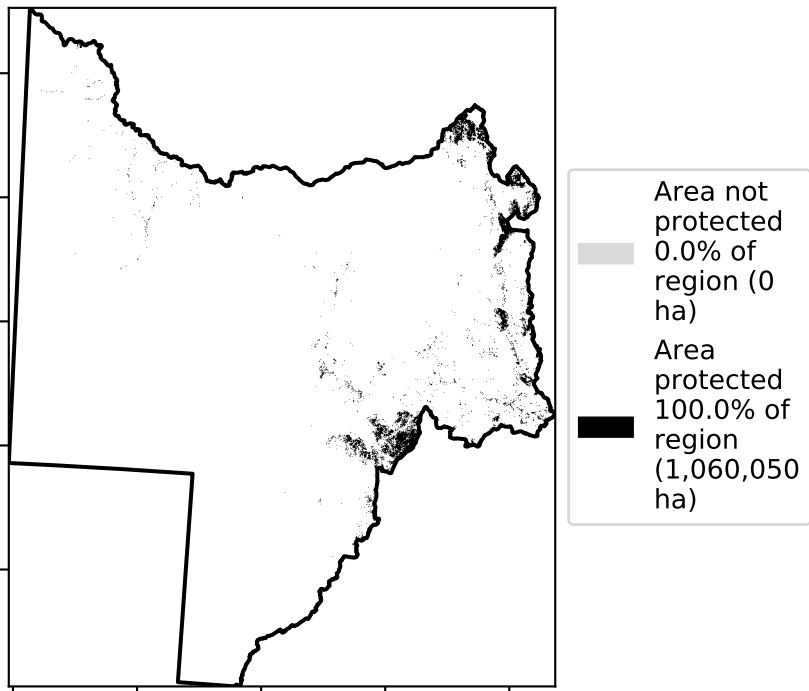 Area not
protected
0.0% of
region (0
ha)
Area
protected
100.0% of
region
(1,060,050
ha)